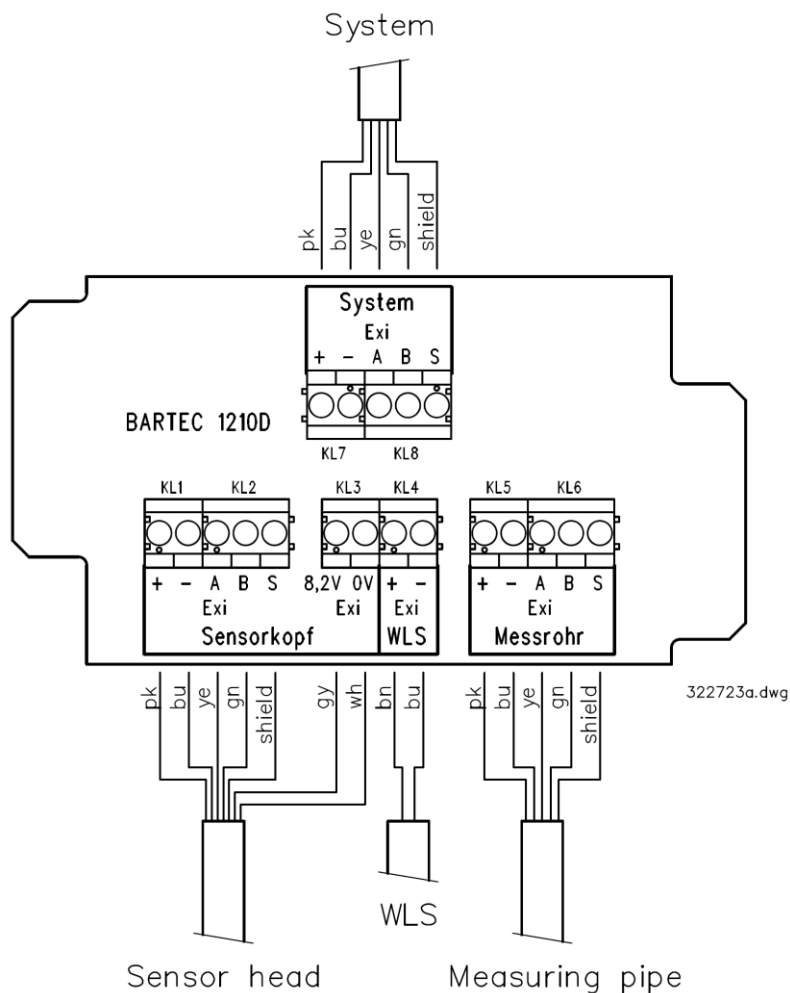 System
pk bu ye gn shield
System
Exi
+ - A B S
BARTEC 1210D
KL7 KL8
KL1 KL2 KL3 KL4 KL5 KL6
+ - A B S 8,2V 0V + - + - A B S
Exi Exi Exi Exi
Sensorkopf WLS Messrohr
pk bu ye gn shield gy wh bn bu pk bu ye gn shield
322723a.dwg
WLS
Sensor head Measuring pipe